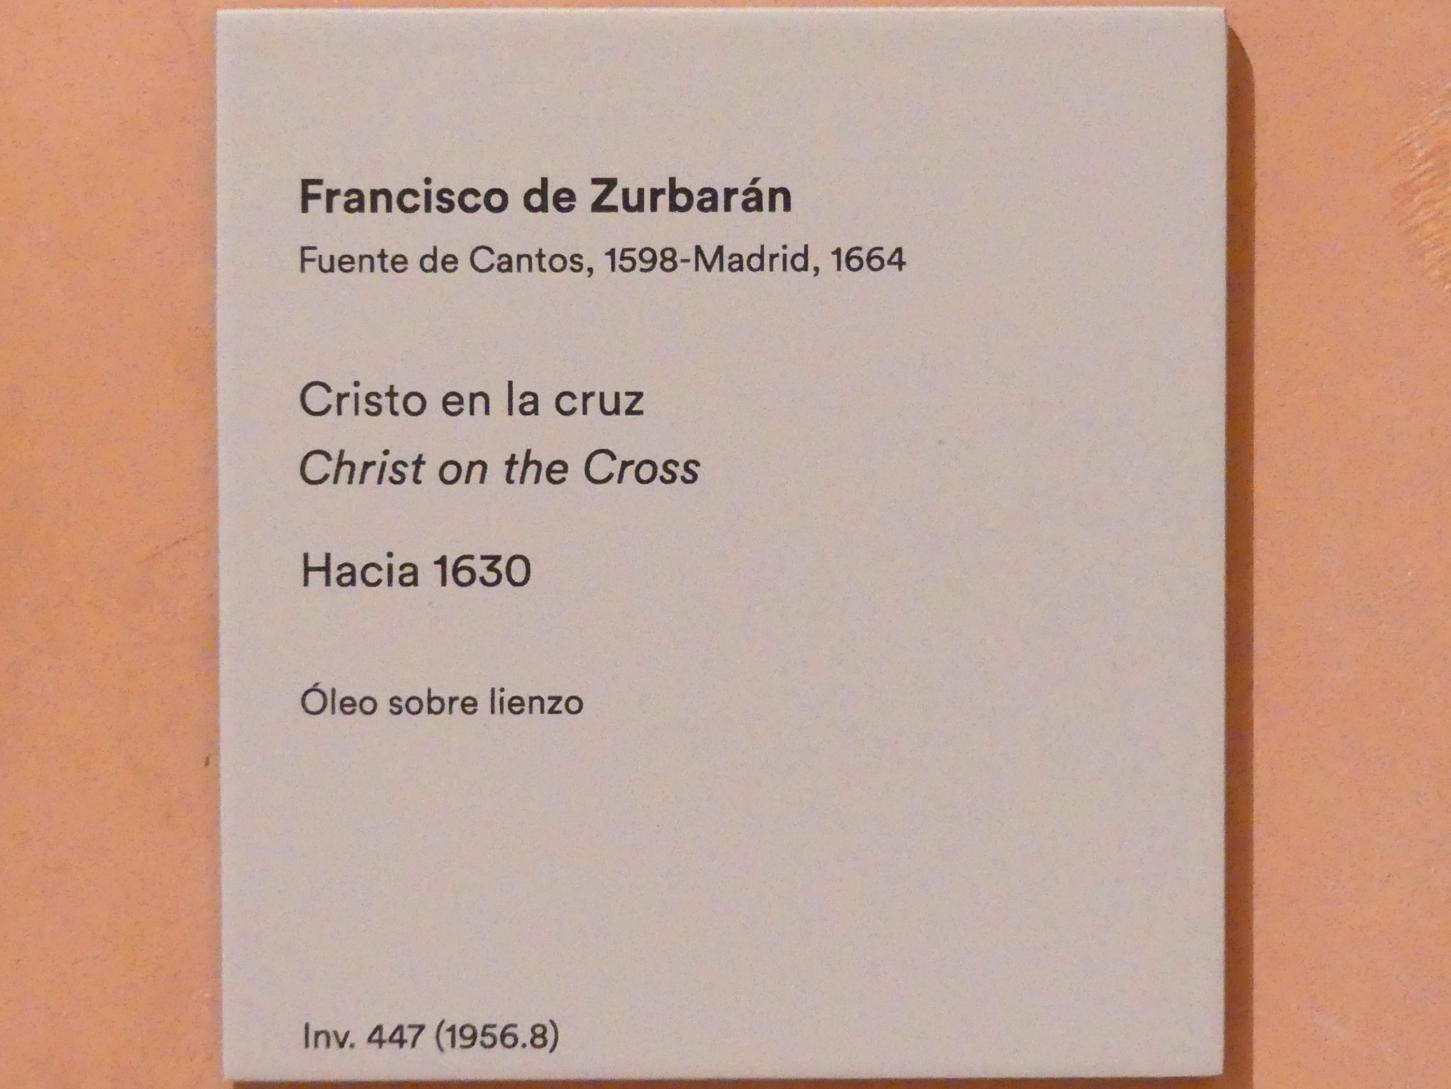 Francisco de Zurbarán
Fuente de Cantos, 1598-Madrid, 1664
Cristo en la cruz
Christ on the Cross
Hacia 1630
Óleo sobre lienzo
Inv. 447 (1956.8)